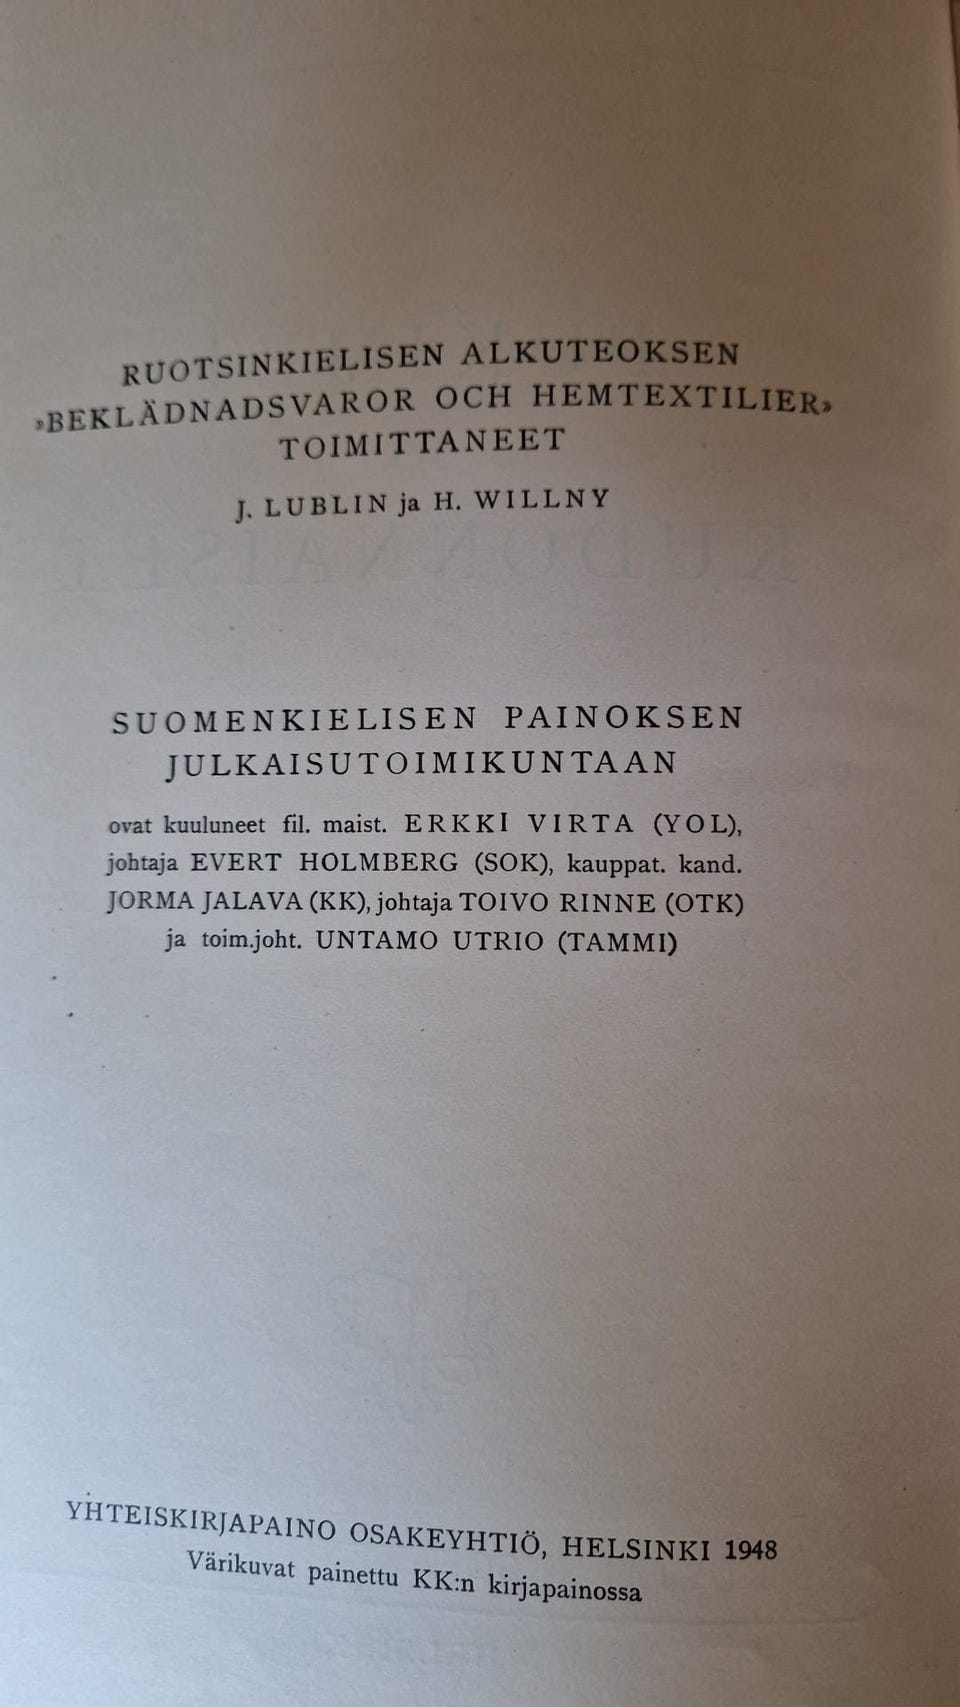 RUOTSINKIELISEN ALKUTEOKSEN
»BEKLÄDNADSVAROR OCH HEMTEXTILIER»
TOIMITTANEET
J. LUBLIN ja H. WILLNY
KUDONNAISET
SUOMENKIELISEN PAINOKSEN
JULKAISUTOIMIKUNTAAN
ovat kuuluneet fil. maist. ERKKI VIRTA (YOL),
johtaja EVERT HOLMBERG (SOK), kauppat. kand.
JORMA JALAVA (KK), johtaja TOIVO RINNE (OTK)
ja toim.joht. UNTAMO UTRIO (TAMMI)
YHTEISKIRJAPAINO OSAKEYHTIÖ, HELSINKI 1948
Värikuvat painettu KK:n kirjapainossa